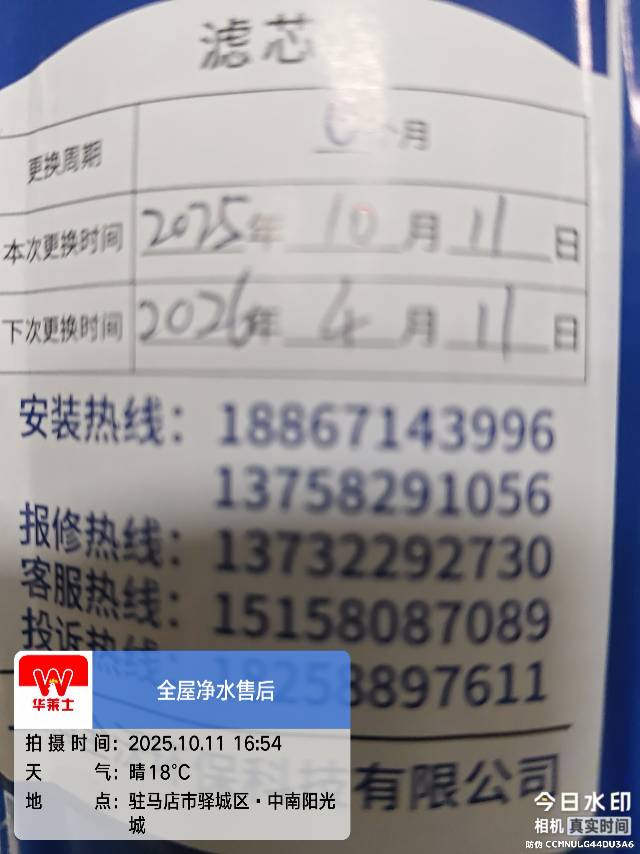 滤芯
更换周期 6个月
本次更换时间 2025年10月11日
下次更换时间 2026年4月11日
安装热线：18867143996
13758291056
报修热线：13732292730
客服热线：15158087089
投诉热线：18258897611
保科技有限公司
华莱士
全屋净水售后
拍摄时间：2025.10.11 16:54
天气：晴18°C
地点：驻马店市驿城区·中南阳光城
今日水印
相机 真实时间
防伪 CCMNULG44DU3A6